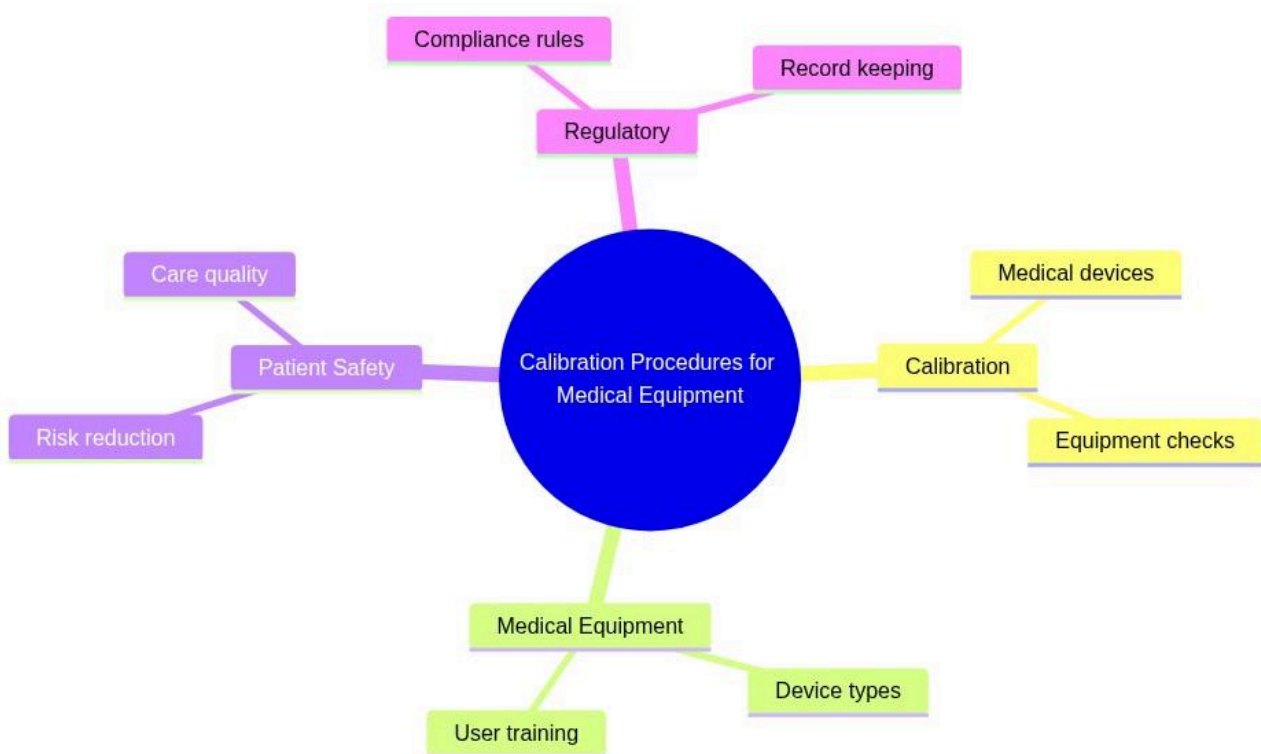 Compliance rules
Record keeping
Regulatory
Care quality
Medical devices
Patient Safety
Calibration Procedures for
Medical Equipment
Calibration
Risk reduction
Equipment checks
Medical Equipment
Device types
User training